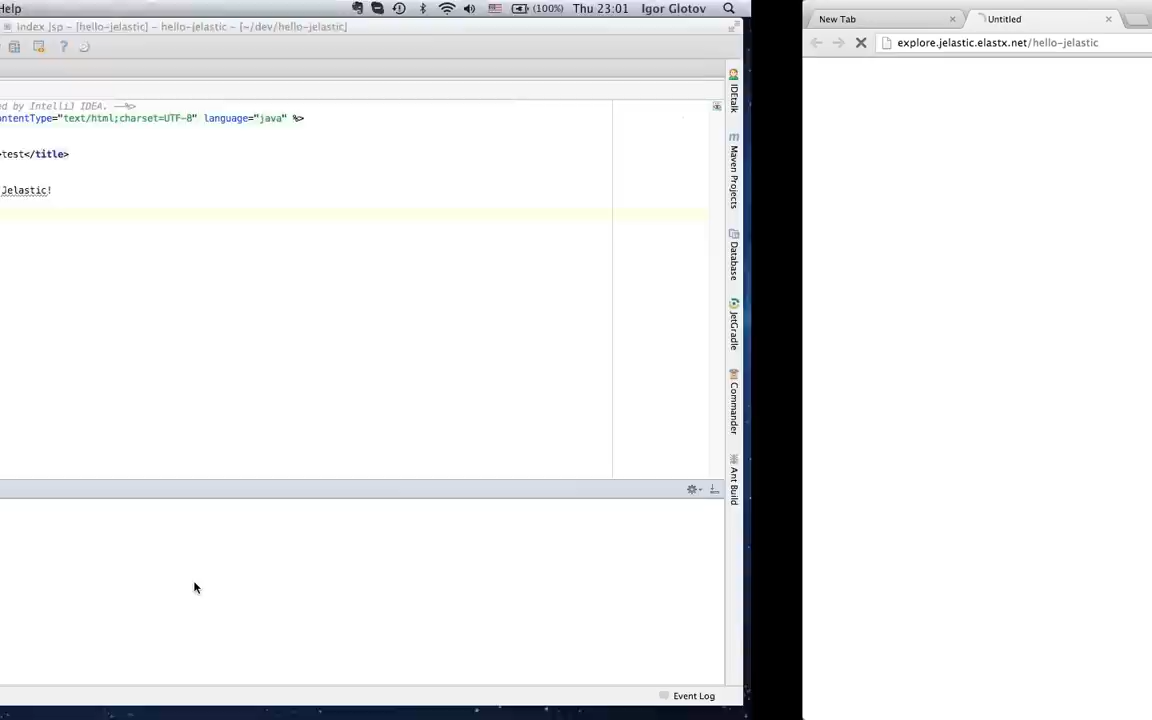 Help (100%) Thu 23:01 Igor Glotov
index.jsp – [hello-jelastic] – hello-jelastic – [~/dev/hello-jelastic]
ed by IntelliJ IDEA. --%>
ontentType="text/html;charset=UTF-8" language="java" %>
>test</title>
Jelastic!
IDEtalk
Maven Projects
Database
JetGradle
Commander
Ant Build
Event Log
New Tab
Untitled
explore.jelastic.elastx.net/hello-jelastic